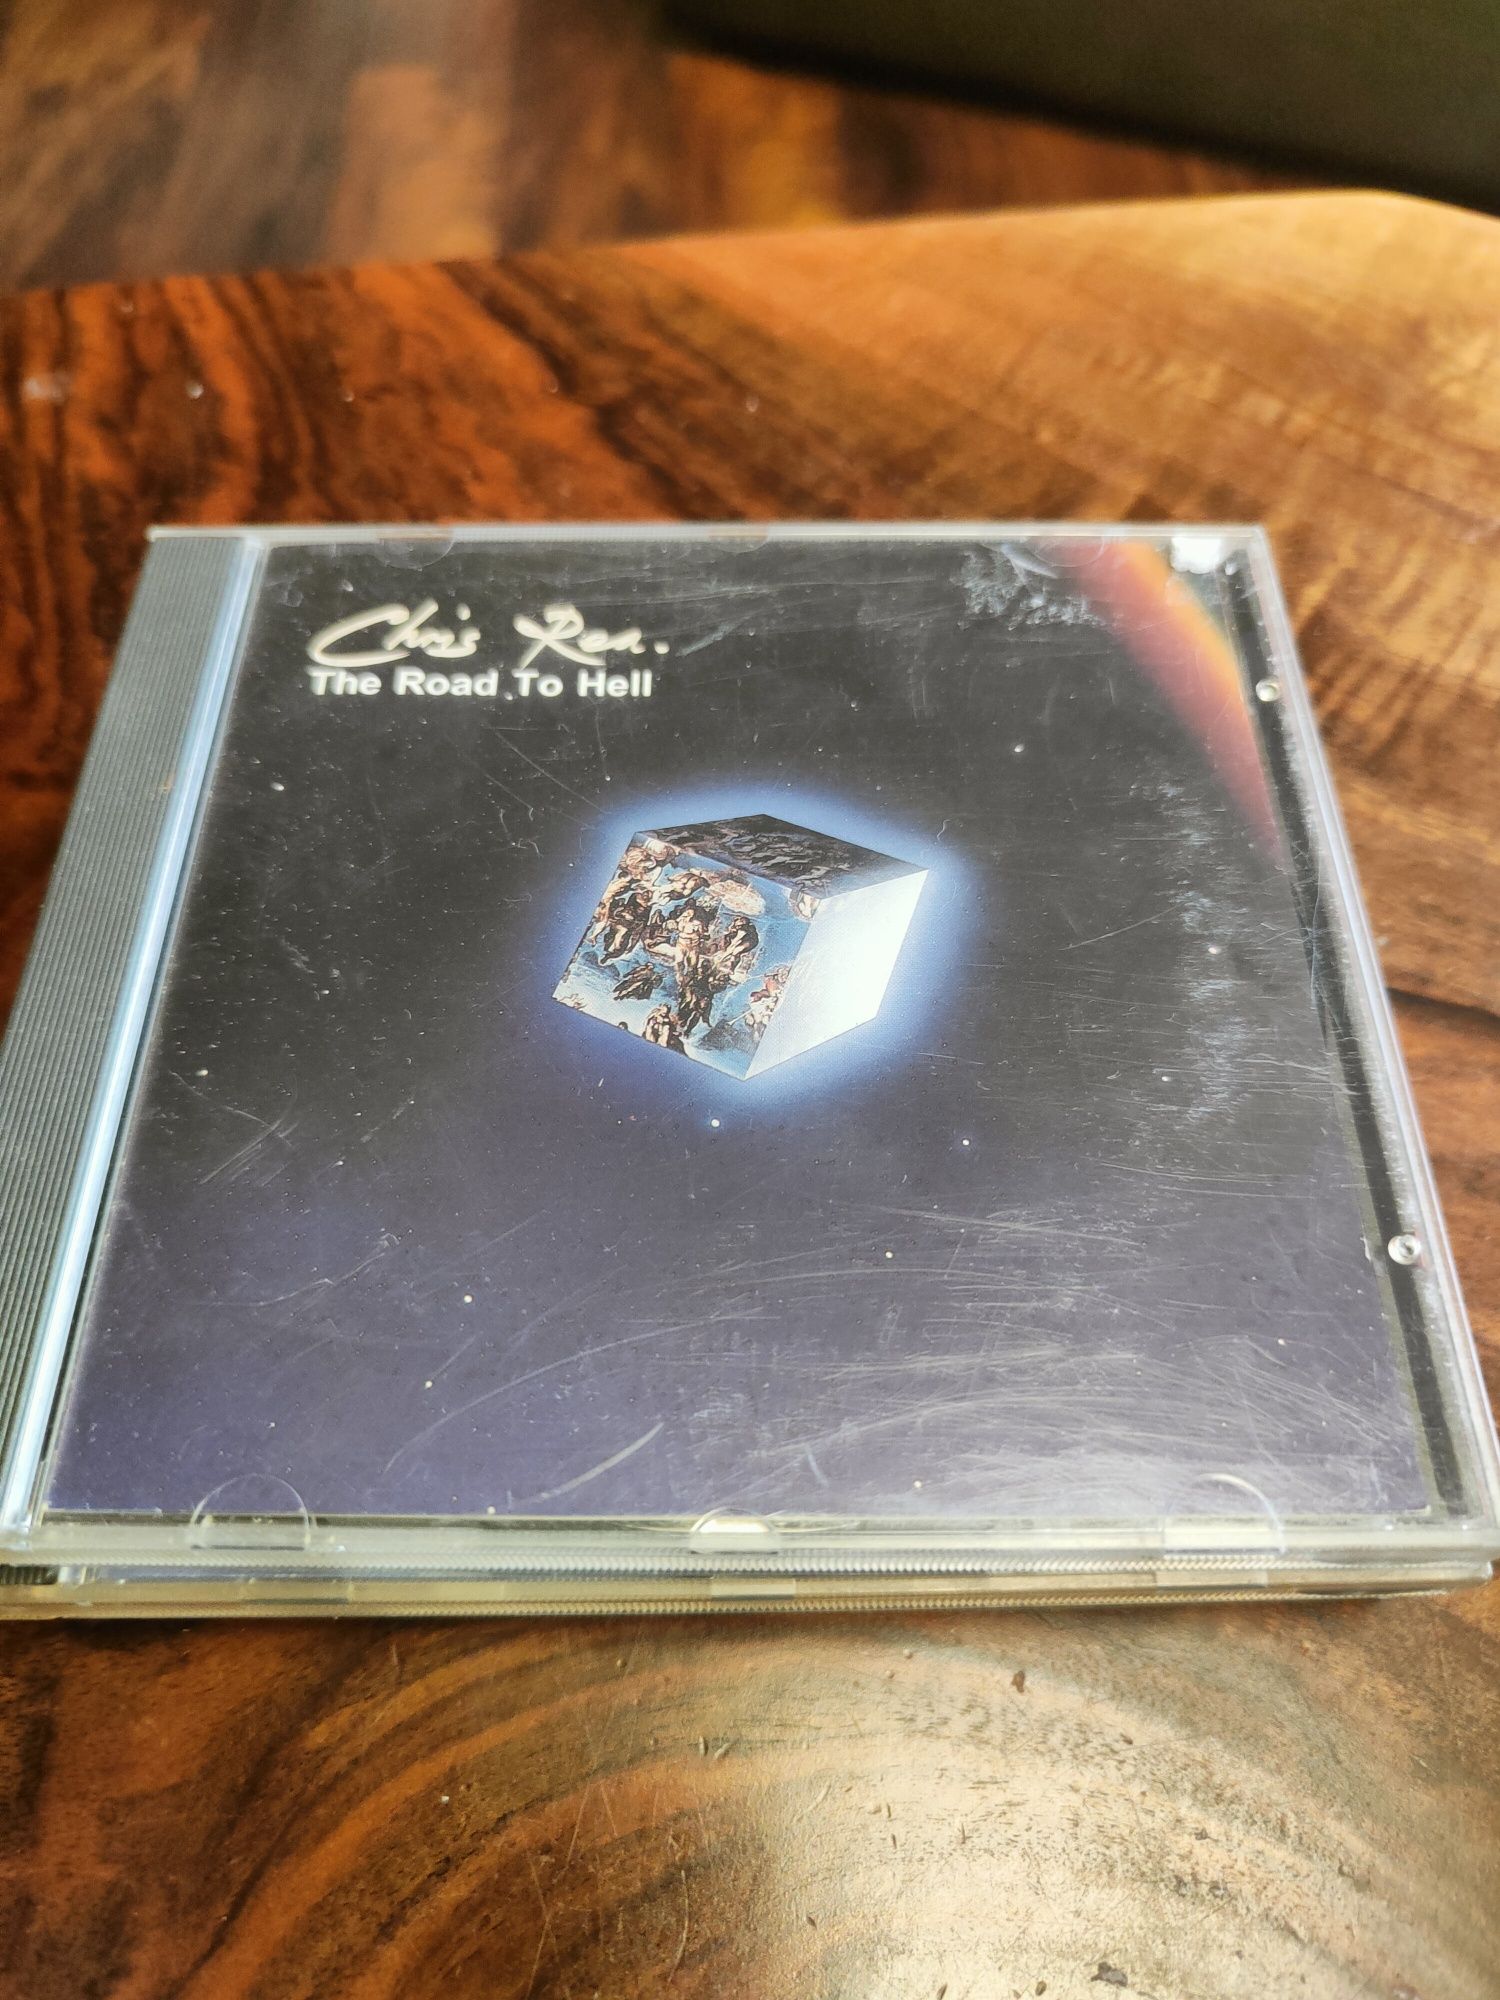 Chris Rea.
The Road To Hell